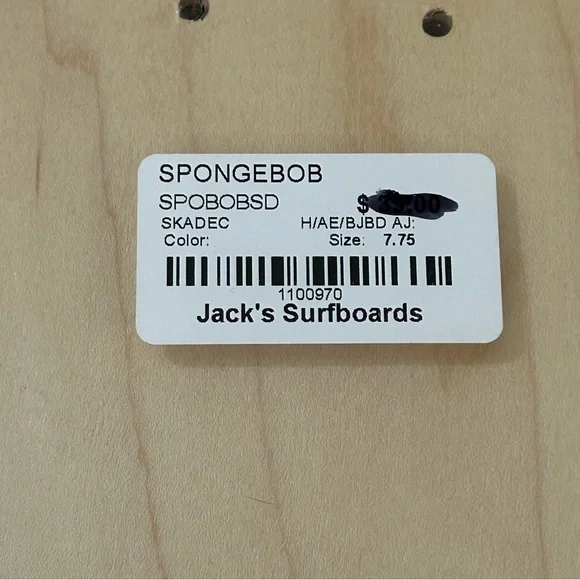 SPONGEBOB
SPOBOBSD
SKADEC H/AE/BJBD AJ:
Color: Size: 7.75
1100970
Jack's Surfboards